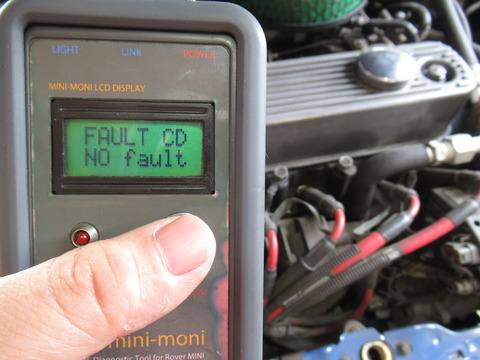 LIGHT LINK POWER
MINI-MONI LCD DISPLAY
FAULT CD
NO fault
mini-moni
Diagnostic Tool for Rover MINI